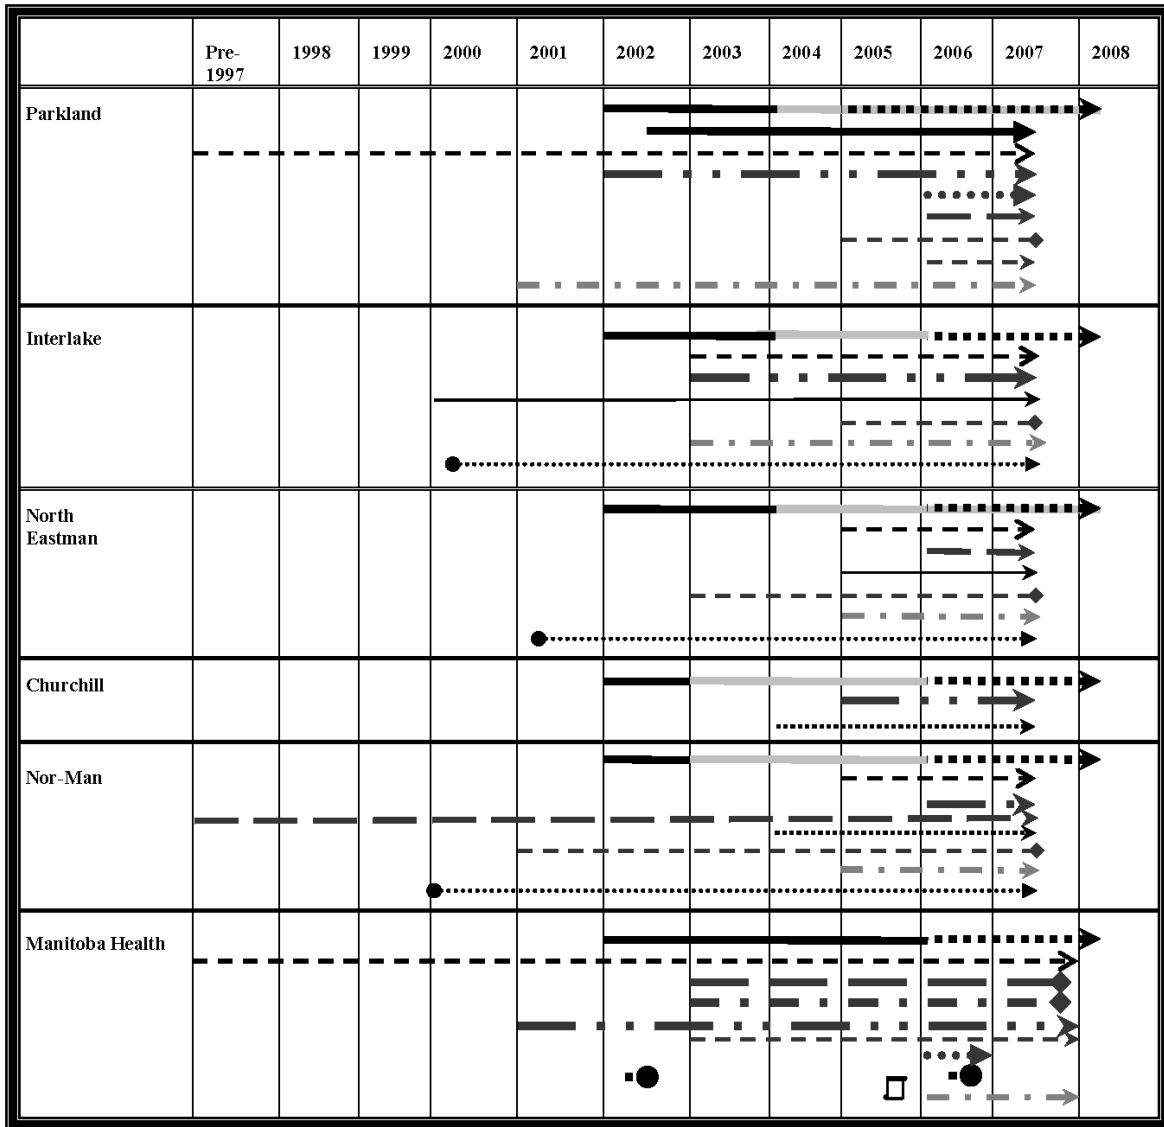 Pre- 1998 1999 2000 2001 2002 2003 2004 2005 2006 2007 2008
1997
Parkland
Interlake
North
Eastman
Churchill
Nor-Man
Manitoba Health